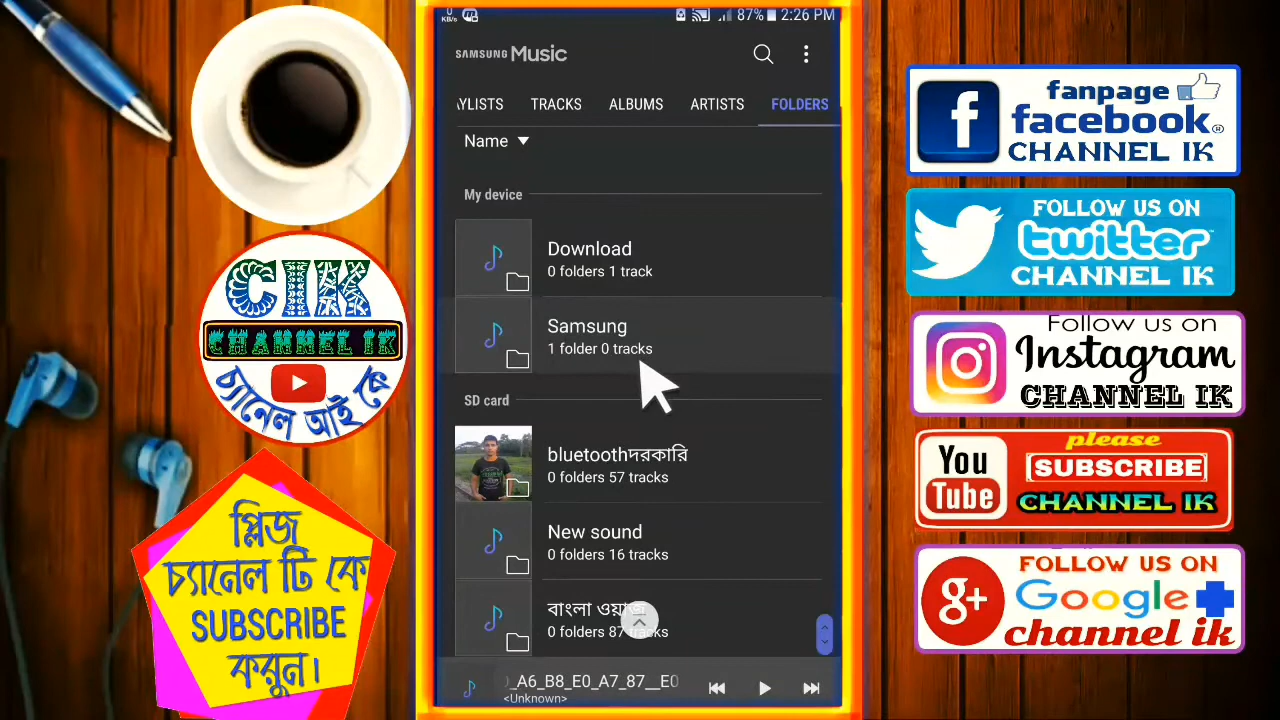 0
KB/s
87%
2:26 PM
SAMSUNG Music
YLISTS TRACKS ALBUMS ARTISTS FOLDERS
Name
My device
Download
0 folders 1 track
Samsung
1 folder 0 tracks
SD card
bluetoothদরকারি
0 folders 57 tracks
New sound
0 folders 16 tracks
বাংলা ওয়াজ
0 folders 87 tracks
_A6_B8_E0_A7_87__E0
<Unknown>
CIK
CHANNEL IK
চ্যানেল আই কে
প্লিজ
চ্যানেল টি কে
SUBSCRIBE
করুন।
fanpage
facebook
CHANNEL IK
FOLLOW US ON
twitter
CHANNEL IK
Follow us on
Instagram
CHANNEL IK
You
Tube
please
SUBSCRIBE
CHANNEL IK
g+
FOLLOW US ON
Google
channel ik